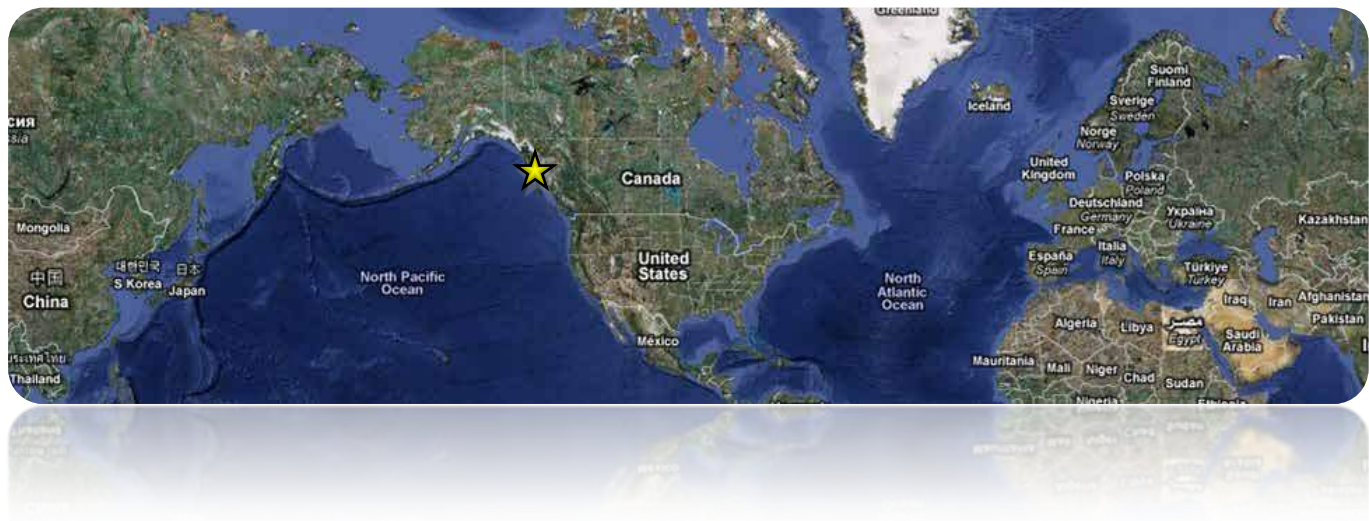 Greenland
Suomi
Finland
Iceland
Sverige
Sweden
Norge
Norway
United
Kingdom
Canada
Polska
Poland
Deutschland
Germany
Україна
Ukraine
Kazakhstan
France
Mongolia
Italia
Italy
España
Spain
대한민국
S Korea
日本
Japan
中国
China
United
States
North Pacific
Ocean
North
Atlantic
Ocean
Türkiye
Turkey
Iraq
Iran
Afghanistan
Pakistan
Algeria
Libya
مصر
Egypt
Saudi
Arabia
México
Mauritania
Mali
Niger
Chad
Sudan
Thailand
Nigeria